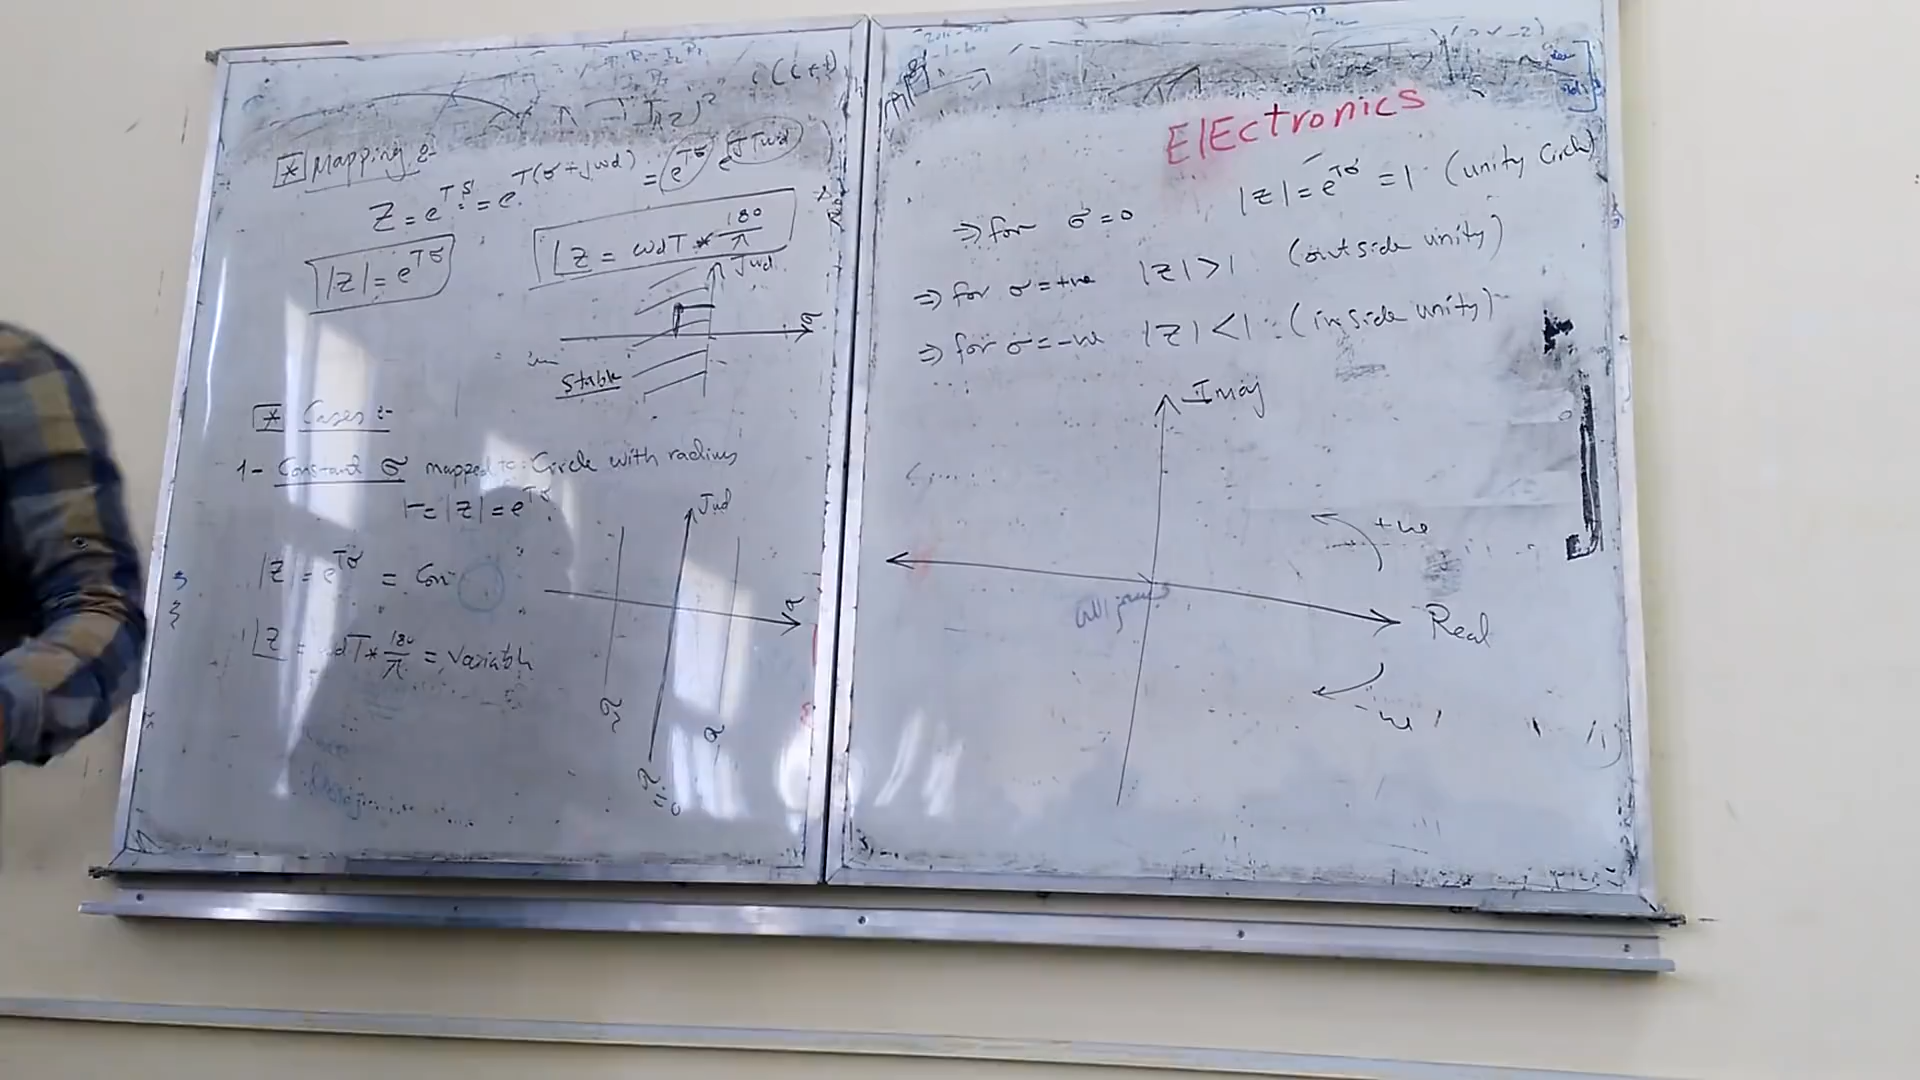 * Mapping :-
Z = e^{TS} = e^{T(σ+jωd)} = e^{Tσ} e^{jTωd}
|Z| = e^{Tσ}
∠Z = ωdT * 180/π
Jωd
σ
Stable
* Cases :-
1- Constant σ mapped to Circle with radius
r = |Z| = e^{Tσ}
|Z| = e^{Tσ} = Con
∠Z = ωdT * 180/π = Variable
Jωd
σ
σ = 0
ElEctronics
⇒ for σ = 0 |Z| = e^{Tσ} = 1 (unity Circle)
⇒ for σ = +ve |Z| > 1 (outside unity)
⇒ for σ = -ve |Z| < 1 (inside unity)
Imag
+ve
Real
-ve